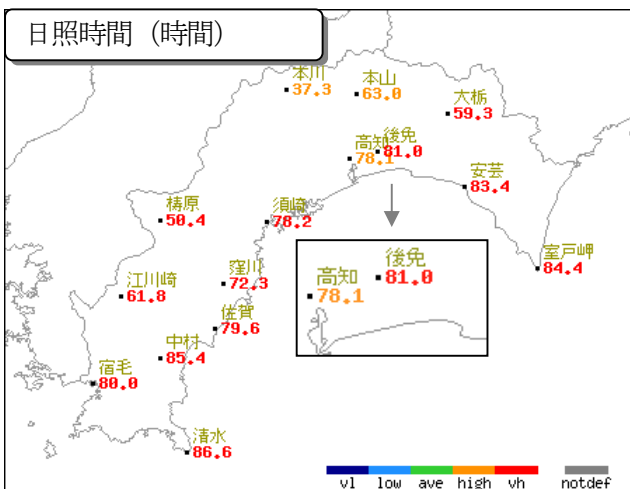 日照時間（時間）
本川
37.3
本山
63.0
大栃
59.3
高知
78.1
後免
81.0
安芸
83.4
梼原
50.4
須崎
78.2
室戸岬
84.4
江川崎
61.8
窪川
72.3
佐賀
79.6
高知
78.1
後免
81.0
中村
85.4
宿毛
80.0
清水
86.6
vl low ave high vh notdef